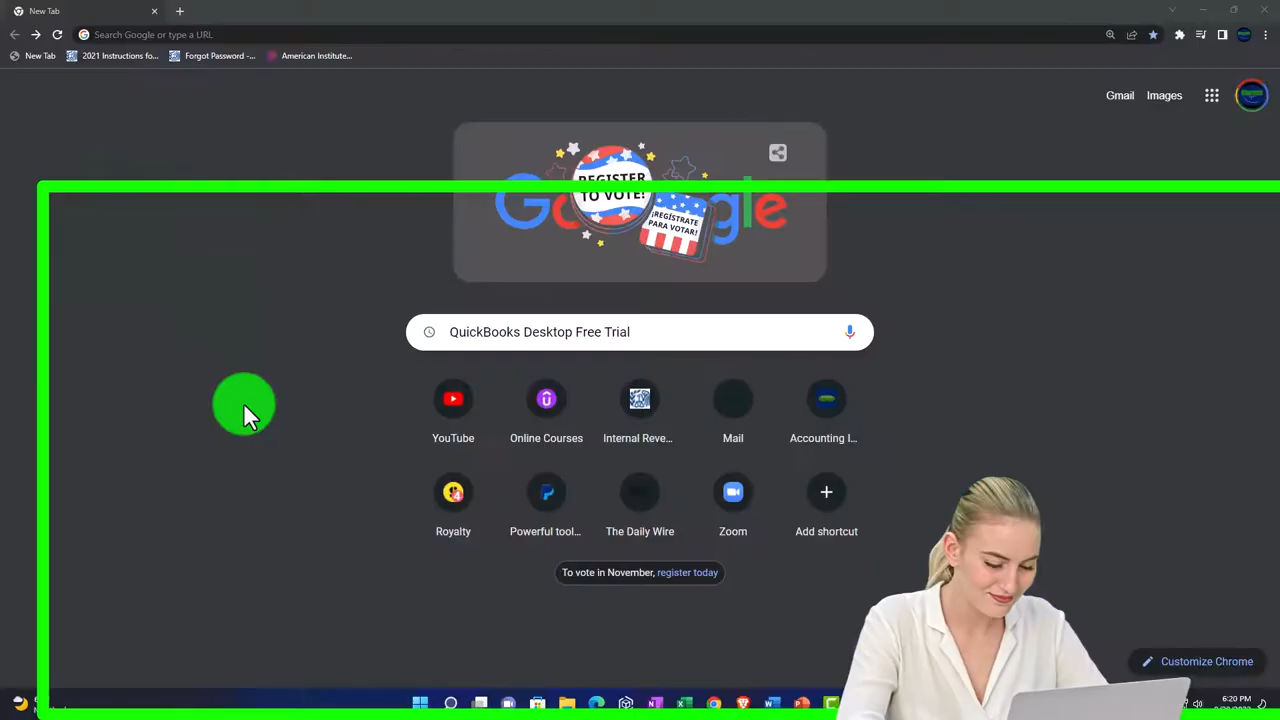 New Tab
Search Google or type a URL
New Tab
2021 Instructions fo...
Forgot Password -...
American Institute...
Gmail
Images
REGISTER
TO VOTE!
¡REGÍSTRATE
PARA VOTAR!
Google
QuickBooks Desktop Free Trial
YouTube
Online Courses
Internal Reve...
Mail
Accounting I...
Royalty
Powerful tool...
The Daily Wire
Zoom
Add shortcut
To vote in November, register today
Customize Chrome
6:20 PM